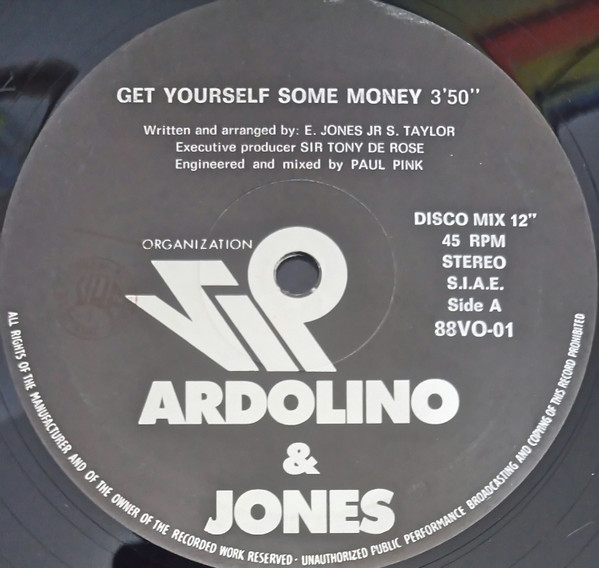 GET YOURSELF SOME MONEY 3'50"
Written and arranged by: E. JONES JR S. TAYLOR
Executive producer SIR TONY DE ROSE
Engineered and mixed by PAUL PINK
ORGANIZATION
VIP
DISCO MIX 12"
45 RPM
STEREO
S.I.A.E.
Side A
88VO-01
ARDOLINO
&
JONES
ALL RIGHTS OF THE MANUFACTURER AND OF THE OWNER OF THE RECORDED WORK RESERVED - UNAUTHORIZED PUBLIC PERFORMANCE BROADCASTING AND COPYING OF THIS RECORD PROHIBITED